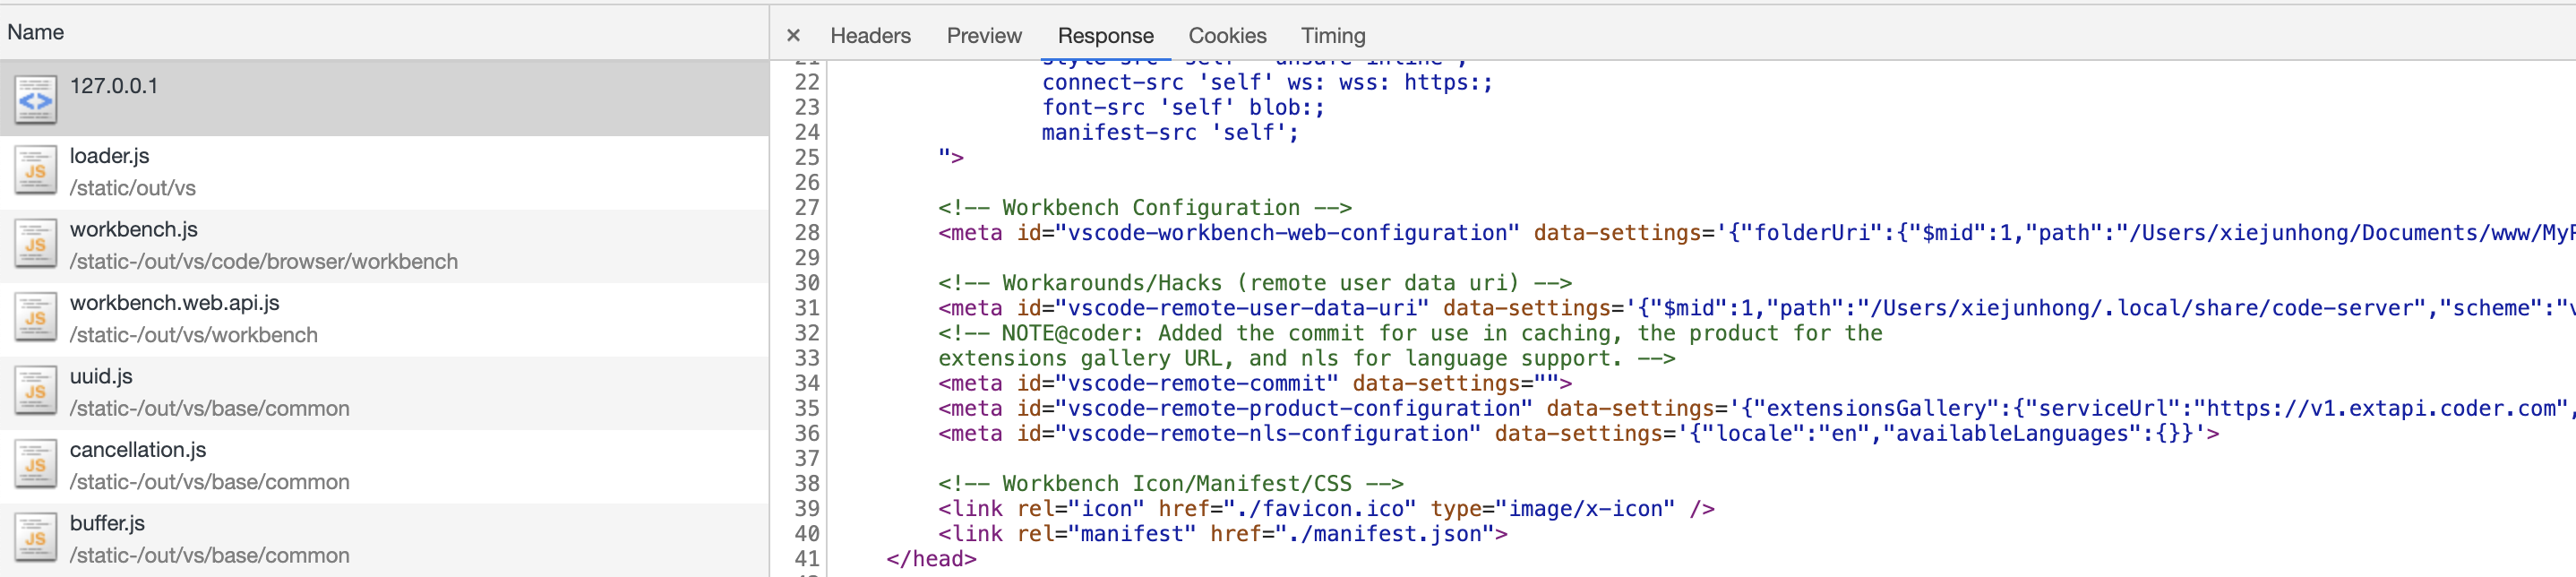 Name
127.0.0.1
loader.js
/static/out/vs
workbench.js
/static-/out/vs/code/browser/workbench
workbench.web.api.js
/static-/out/vs/workbench
uuid.js
/static-/out/vs/base/common
cancellation.js
/static-/out/vs/base/common
buffer.js
/static-/out/vs/base/common
× Headers Preview Response Cookies Timing
21 style-src 'self' 'unsafe-inline';
22 connect-src 'self' ws: wss: https:;
23 font-src 'self' blob:;
24 manifest-src 'self';
25 ">
26
27 <!-- Workbench Configuration -->
28 <meta id="vscode-workbench-web-configuration" data-settings='{"folderUri":{"$mid":1,"path":"/Users/xiejunhong/Documents/www/MyP
29
30 <!-- Workarounds/Hacks (remote user data uri) -->
31 <meta id="vscode-remote-user-data-uri" data-settings='{"$mid":1,"path":"/Users/xiejunhong/.local/share/code-server","scheme":"v
32 <!-- NOTE@coder: Added the commit for use in caching, the product for the
33 extensions gallery URL, and nls for language support. -->
34 <meta id="vscode-remote-commit" data-settings="">
35 <meta id="vscode-remote-product-configuration" data-settings='{"extensionsGallery":{"serviceUrl":"https://v1.extapi.coder.com",
36 <meta id="vscode-remote-nls-configuration" data-settings='{"locale":"en","availableLanguages":{}}'>
37
38 <!-- Workbench Icon/Manifest/CSS -->
39 <link rel="icon" href="./favicon.ico" type="image/x-icon" />
40 <link rel="manifest" href="./manifest.json">
41 </head>